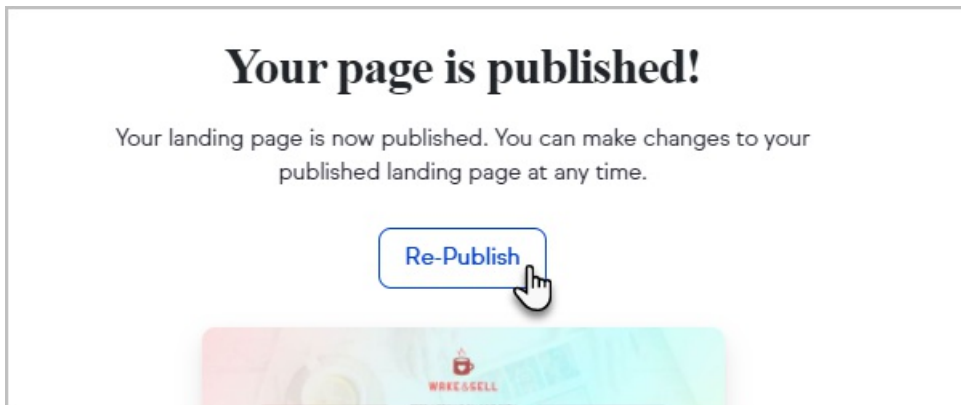 Your page is published!
Your landing page is now published. You can make changes to your
published landing page at any time.
Re-Publish
WAKE&SELL